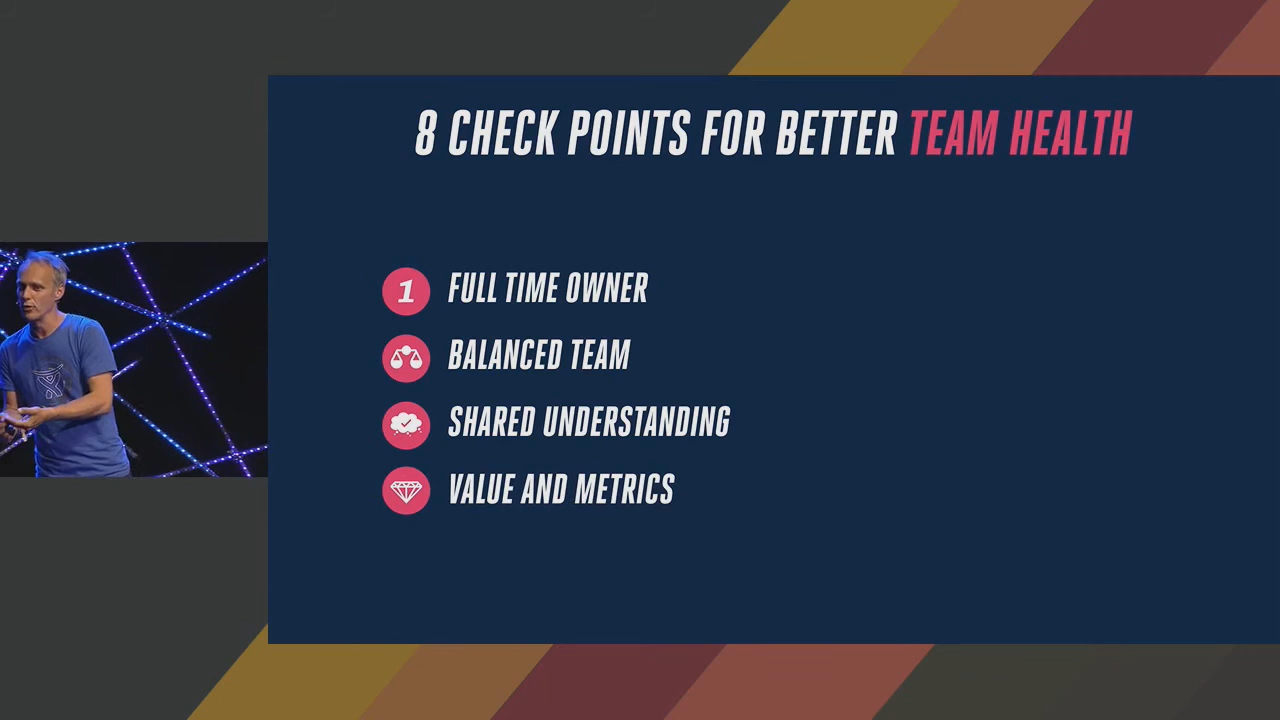 8 CHECK POINTS FOR BETTER TEAM HEALTH
1 FULL TIME OWNER
BALANCED TEAM
SHARED UNDERSTANDING
VALUE AND METRICS